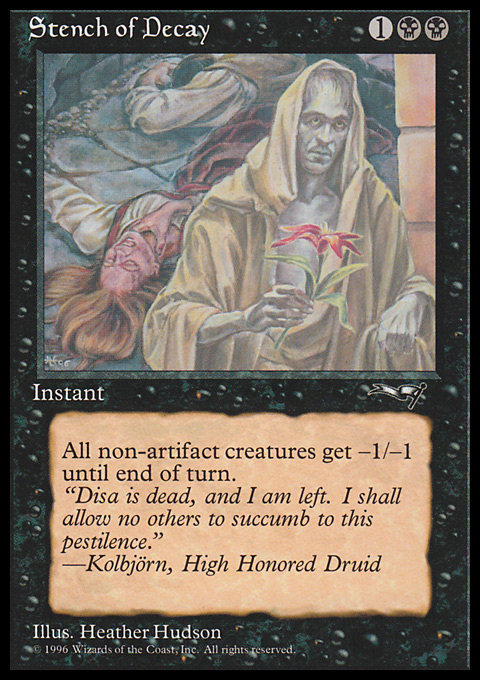 Stench of Decay 1
Instant
All non-artifact creatures get –1/–1
until end of turn.
“Disa is dead, and I am left. I shall
allow no others to succumb to this
pestilence.”
—Kolbjörn, High Honored Druid
Illus. Heather Hudson
© 1996 Wizards of the Coast, Inc. All rights reserved.